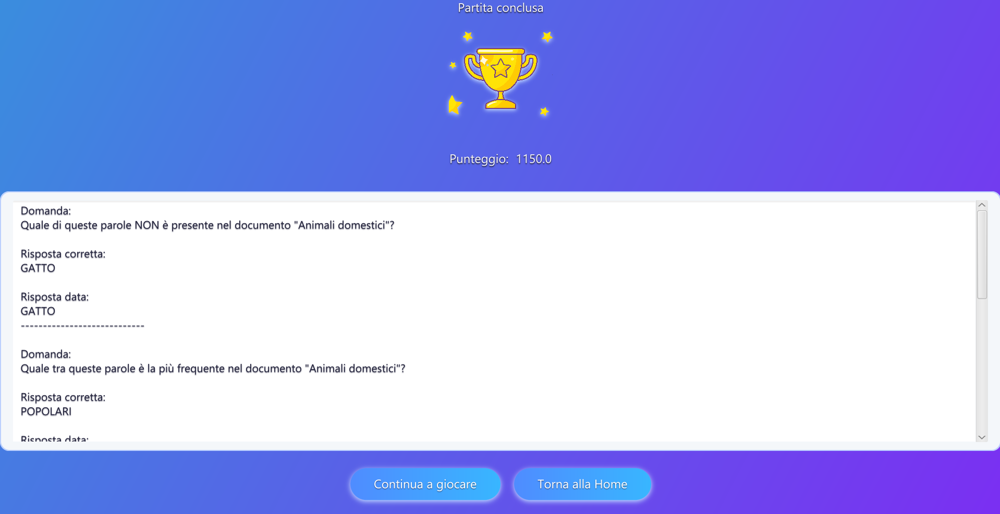 Partita conclusa
Punteggio: 1150.0
Domanda:
Quale di queste parole NON è presente nel documento "Animali domestici"?
Risposta corretta:
GATTO
Risposta data:
GATTO
----------------------------
Domanda:
Quale tra queste parole è la più frequente nel documento "Animali domestici"?
Risposta corretta:
POPOLARI
Risposta data:
Continua a giocare
Torna alla Home